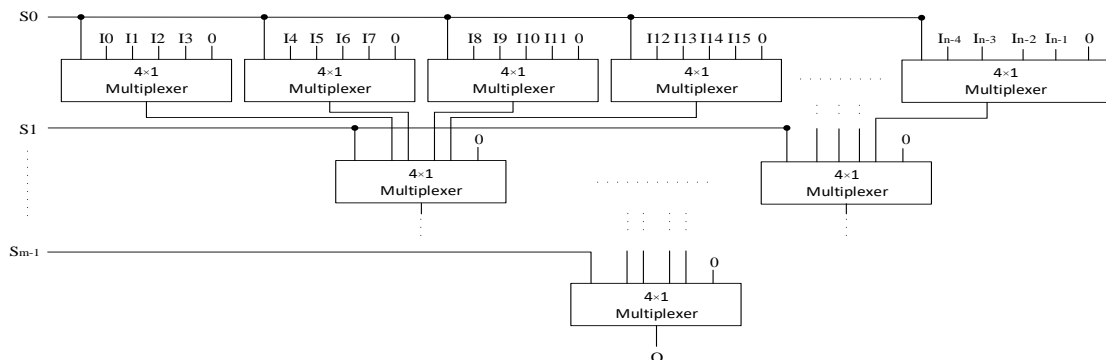 S0
I0 I1 I2 I3 0
I4 I5 I6 I7 0
I8 I9 I10 I11 0
I12 I13 I14 I15 0
In-4 In-3 In-2 In-1 0
4×1
Multiplexer
4×1
Multiplexer
4×1
Multiplexer
4×1
Multiplexer
4×1
Multiplexer
S1
0
0
4×1
Multiplexer
4×1
Multiplexer
Sm-1
0
4×1
Multiplexer